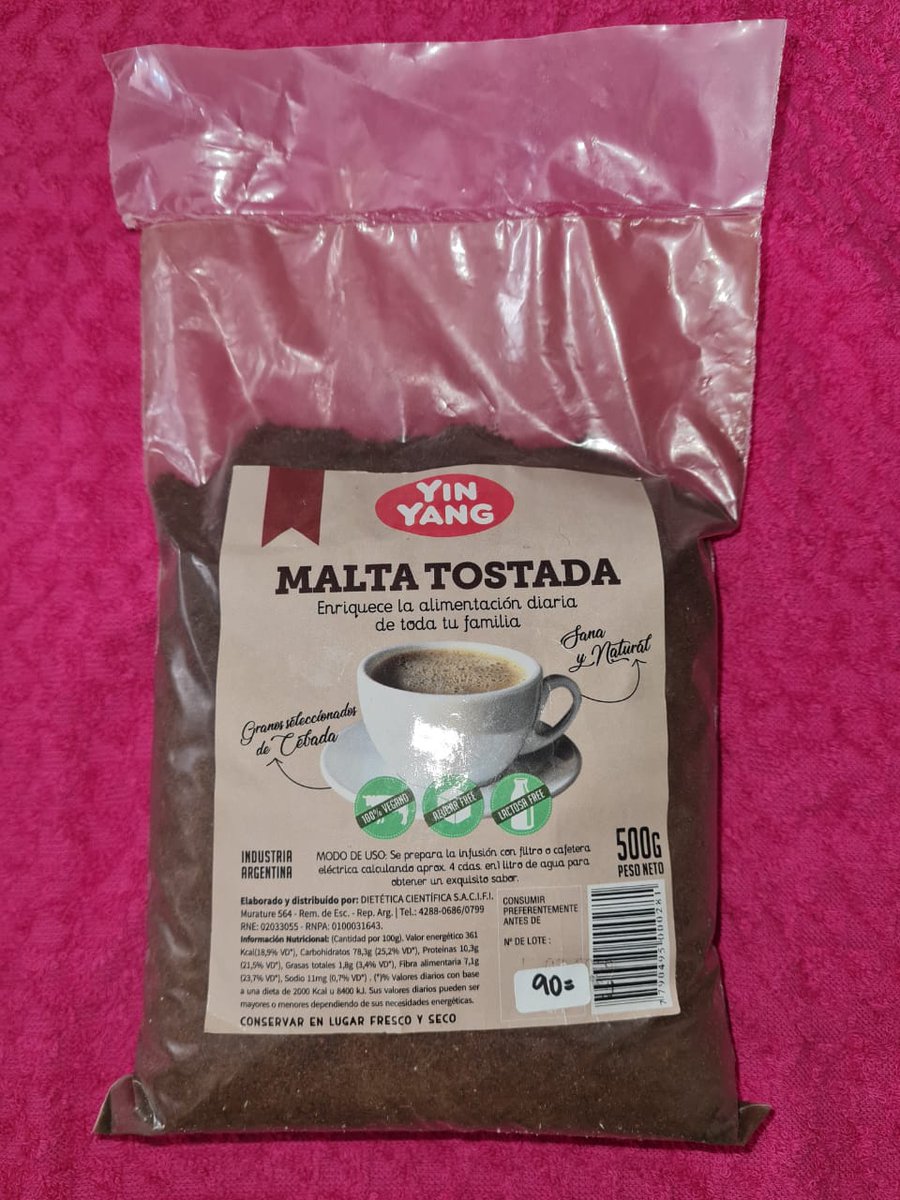 YIN
YANG
MALTA TOSTADA
Enriquece la alimentación diaria
de toda tu familia
Sana
y Natural
Granos seleccionados
de Cebada
100% VEGANO
AZÚCAR FREE
LACTOSA FREE
INDUSTRIA
ARGENTINA
MODO DE USO: Se prepara la infusión con filtro o cafetera
eléctrica calculando aprox. 4 cdas. en 1 litro de agua para
obtener un exquisito sabor.
500G
PESO NETO
Elaborado y distribuido por: DIETÉTICA CIENTÍFICA S.A.C.I.F.I.
Murature 564 - Rem. de Esc. - Rep. Arg. | Tel.: 4288-0686/0799
RNE: 02033055 - RNPA: 0100031643.
Información Nutricional: (Cantidad por 100g). Valor energético 361
Kcal(18,9% VD*), Carbohidratos 78,3g (25,2% VD*), Proteinas 10,3g
(21,5% VD*), Grasas totales 1,8g (3,4% VD*), Fibra alimentaria 7,1g
(23,7% VD*), Sodio 11mg (0,7% VD*) . (*)% Valores diarios con base
a una dieta de 2000 Kcal u 8400 kJ. Sus valores diarios pueden ser
mayores o menores dependiendo de sus necesidades energéticas.
CONSERVAR EN LUGAR FRESCO Y SECO
CONSUMIR
PREFERENTEMENTE
ANTES DE
Nº DE LOTE :
90=
7790493000281